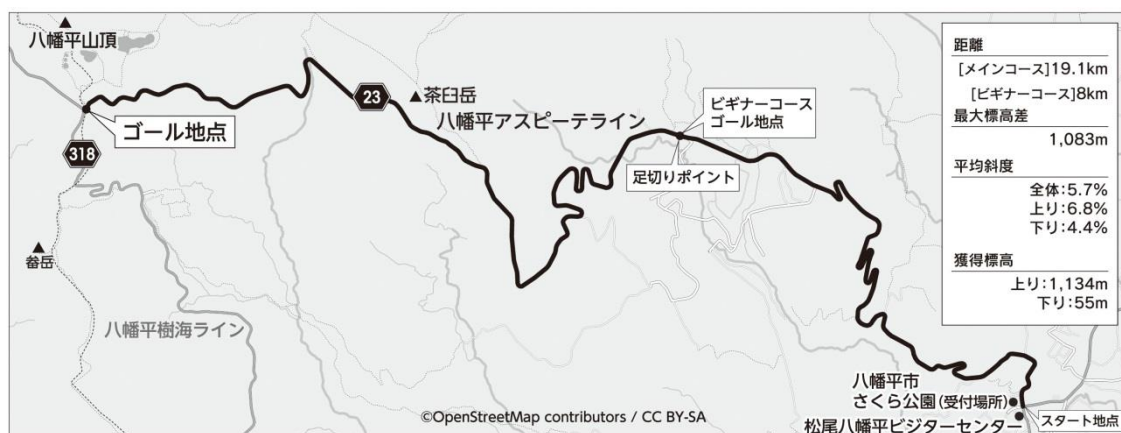 八幡平山頂
ゴール地点
318
畚岳
八幡平樹海ライン
23
茶臼岳
八幡平アスピーテライン
ビギナーコース
ゴール地点
足切りポイント
八幡平市
さくら公園(受付場所)
松尾八幡平ビジターセンター
スタート地点
©OpenStreetMap contributors / CC BY-SA
距離
[メインコース]19.1km
[ビギナーコース]8km
最大標高差
1,083m
平均斜度
全体:5.7%
上り:6.8%
下り:4.4%
獲得標高
上り:1,134m
下り:55m